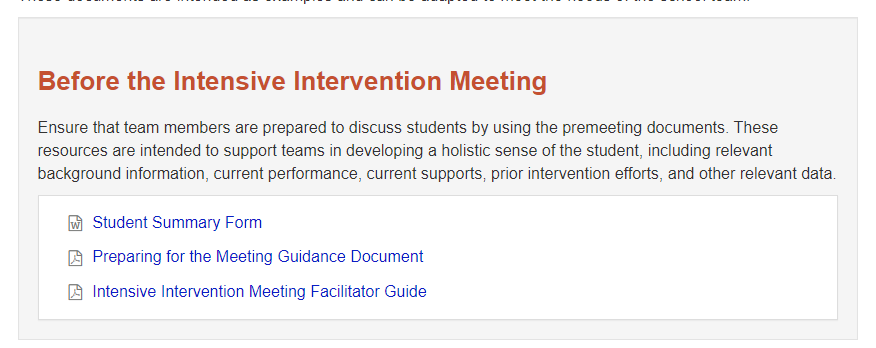 These documents are intended as examples and can be adapted to meet the needs of the school team.
Before the Intensive Intervention Meeting
Ensure that team members are prepared to discuss students by using the premeeting documents. These
resources are intended to support teams in developing a holistic sense of the student, including relevant
background information, current performance, current supports, prior intervention efforts, and other relevant data.
Student Summary Form
Preparing for the Meeting Guidance Document
Intensive Intervention Meeting Facilitator Guide